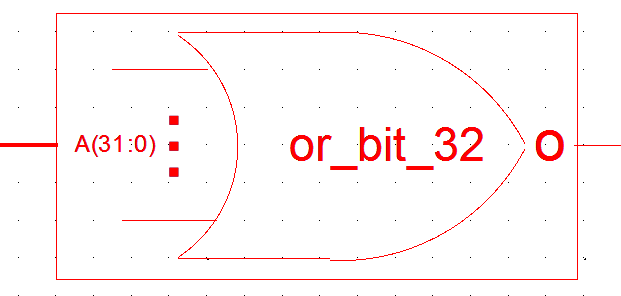 A(31:0)
or_bit_32
O